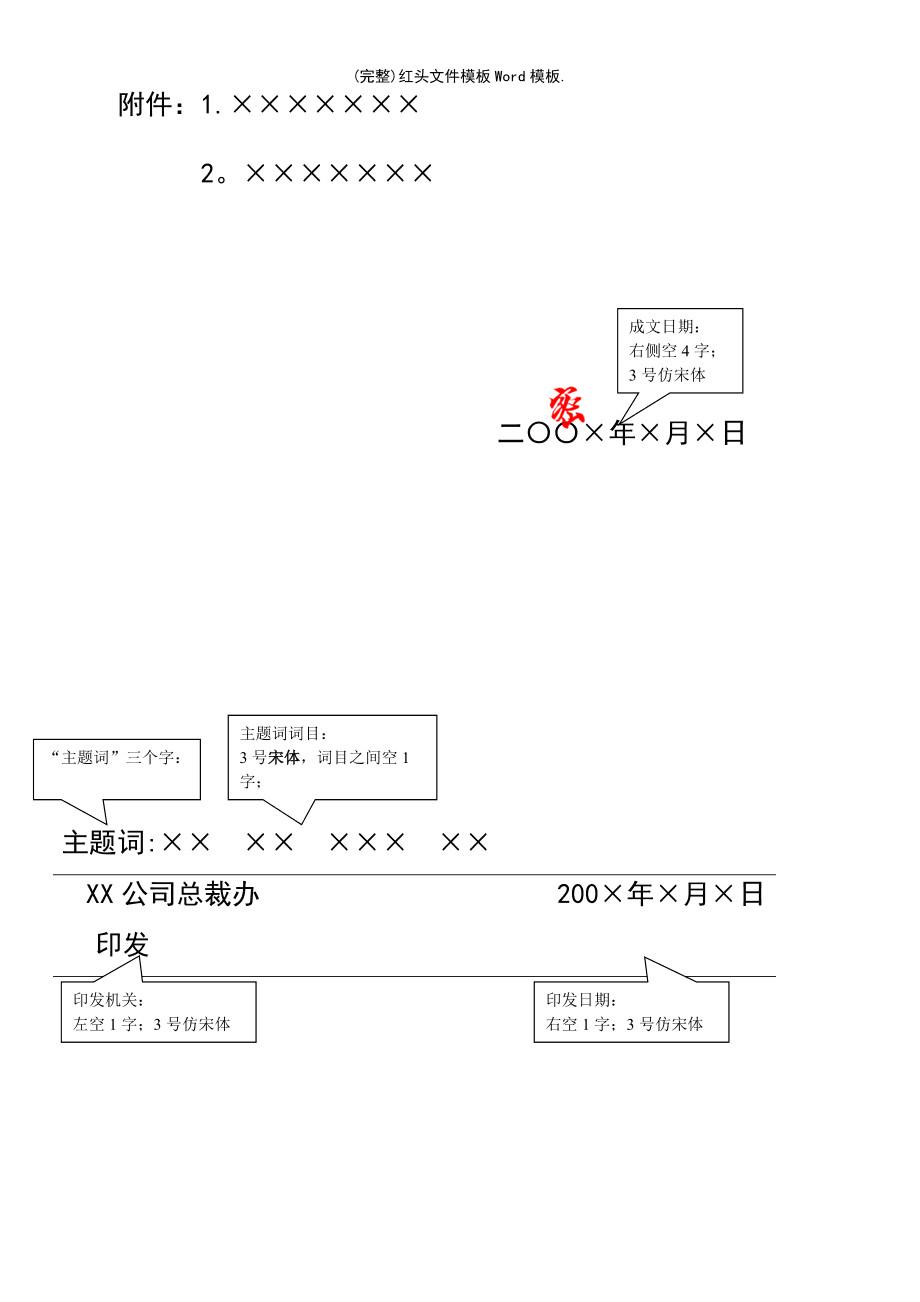 (完整)红头文件模板Word模板.
附件：1.×××××××
2。×××××××
成文日期：
右侧空4字；
3号仿宋体
二〇〇×年×月×日
“主题词”三个字：
主题词词目：
3号宋体，词目之间空1
字；
主题词:×× ×× ××× ××
XX公司总裁办 200×年×月×日
印发
印发机关：
左空1字；3号仿宋体
印发日期：
右空1字；3号仿宋体